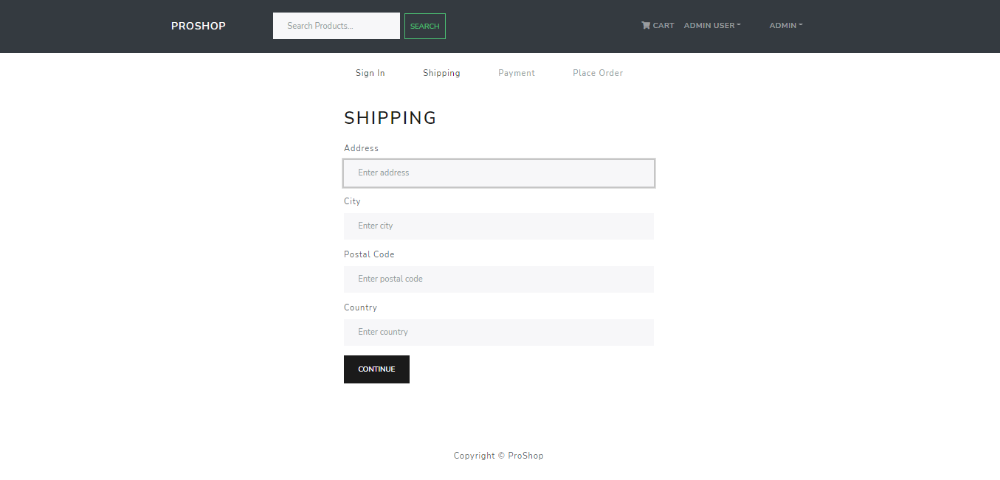 PROSHOP Search Products... SEARCH CART ADMIN USER ADMIN
Sign In Shipping Payment Place Order
SHIPPING
Address
Enter address
City
Enter city
Postal Code
Enter postal code
Country
Enter country
CONTINUE
Copyright © ProShop